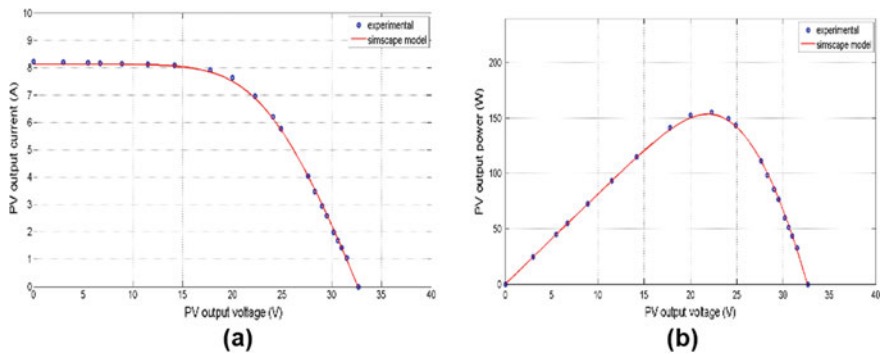 10
9
8
7
6
5
4
3
2
1
0
PV output current (A)
experimental
simscape model
0 5 10 15 20 25 30 35 40
PV output voltage (V)
(a)
200
150
100
50
0
PV output power (W)
experimental
simscape model
0 5 10 15 20 25 30 35 40
PV output voltage (V)
(b)